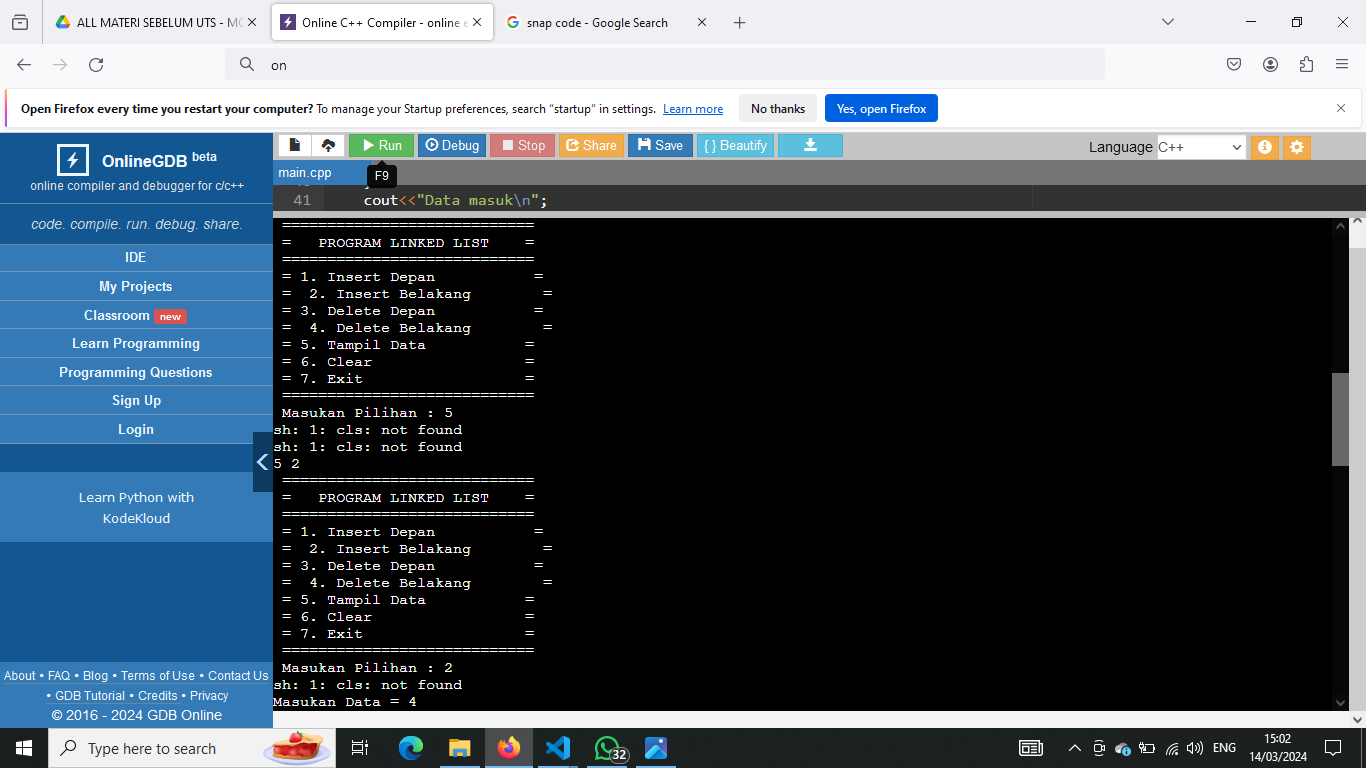 ALL MATERI SEBELUM UTS - MO
Online C++ Compiler - online e
snap code - Google Search
on
Open Firefox every time you restart your computer? To manage your Startup preferences, search “startup” in settings. Learn more No thanks Yes, open Firefox
OnlineGDB beta
online compiler and debugger for c/c++
code. compile. run. debug. share.
IDE
My Projects
Classroom new
Learn Programming
Programming Questions
Sign Up
Login
Learn Python with
KodeKloud
About • FAQ • Blog • Terms of Use • Contact Us
• GDB Tutorial • Credits • Privacy
© 2016 - 2024 GDB Online
Run Debug Stop Share Save { } Beautify Language C++
main.cpp
F9
41 cout<<"Data masuk\n";
============================
=   PROGRAM LINKED LIST    =
============================
= 1. Insert Depan           =
=  2. Insert Belakang        =
= 3. Delete Depan           =
=  4. Delete Belakang        =
= 5. Tampil Data           =
= 6. Clear                 =
= 7. Exit                  =
============================
Masukan Pilihan : 5
sh: 1: cls: not found
sh: 1: cls: not found
5 2
============================
=   PROGRAM LINKED LIST    =
============================
= 1. Insert Depan           =
=  2. Insert Belakang        =
= 3. Delete Depan           =
=  4. Delete Belakang        =
= 5. Tampil Data           =
= 6. Clear                 =
= 7. Exit                  =
============================
Masukan Pilihan : 2
sh: 1: cls: not found
Masukan Data = 4
Type here to search
32
ENG
15:02
14/03/2024